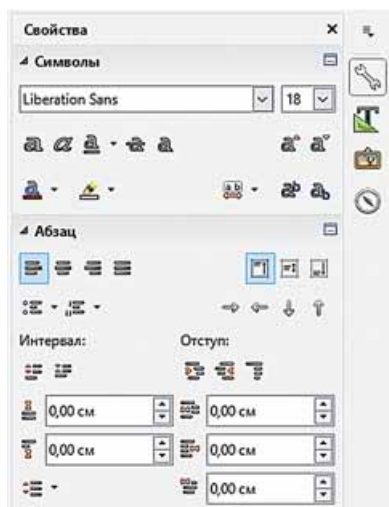 Свойства
Символы
Liberation Sans
18
Абзац
Интервал:
Отступ:
0,00 см
0,00 см
0,00 см
0,00 см
0,00 см